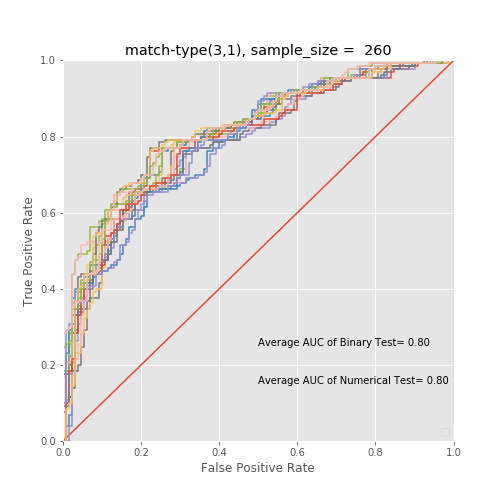 match-type(3,1), sample_size =  260
True Positive Rate
1.0
0.8
0.6
0.4
0.2
0.0
Average AUC of Binary Test= 0.80
Average AUC of Numerical Test= 0.80
0.0 0.2 0.4 0.6 0.8 1.0
False Positive Rate